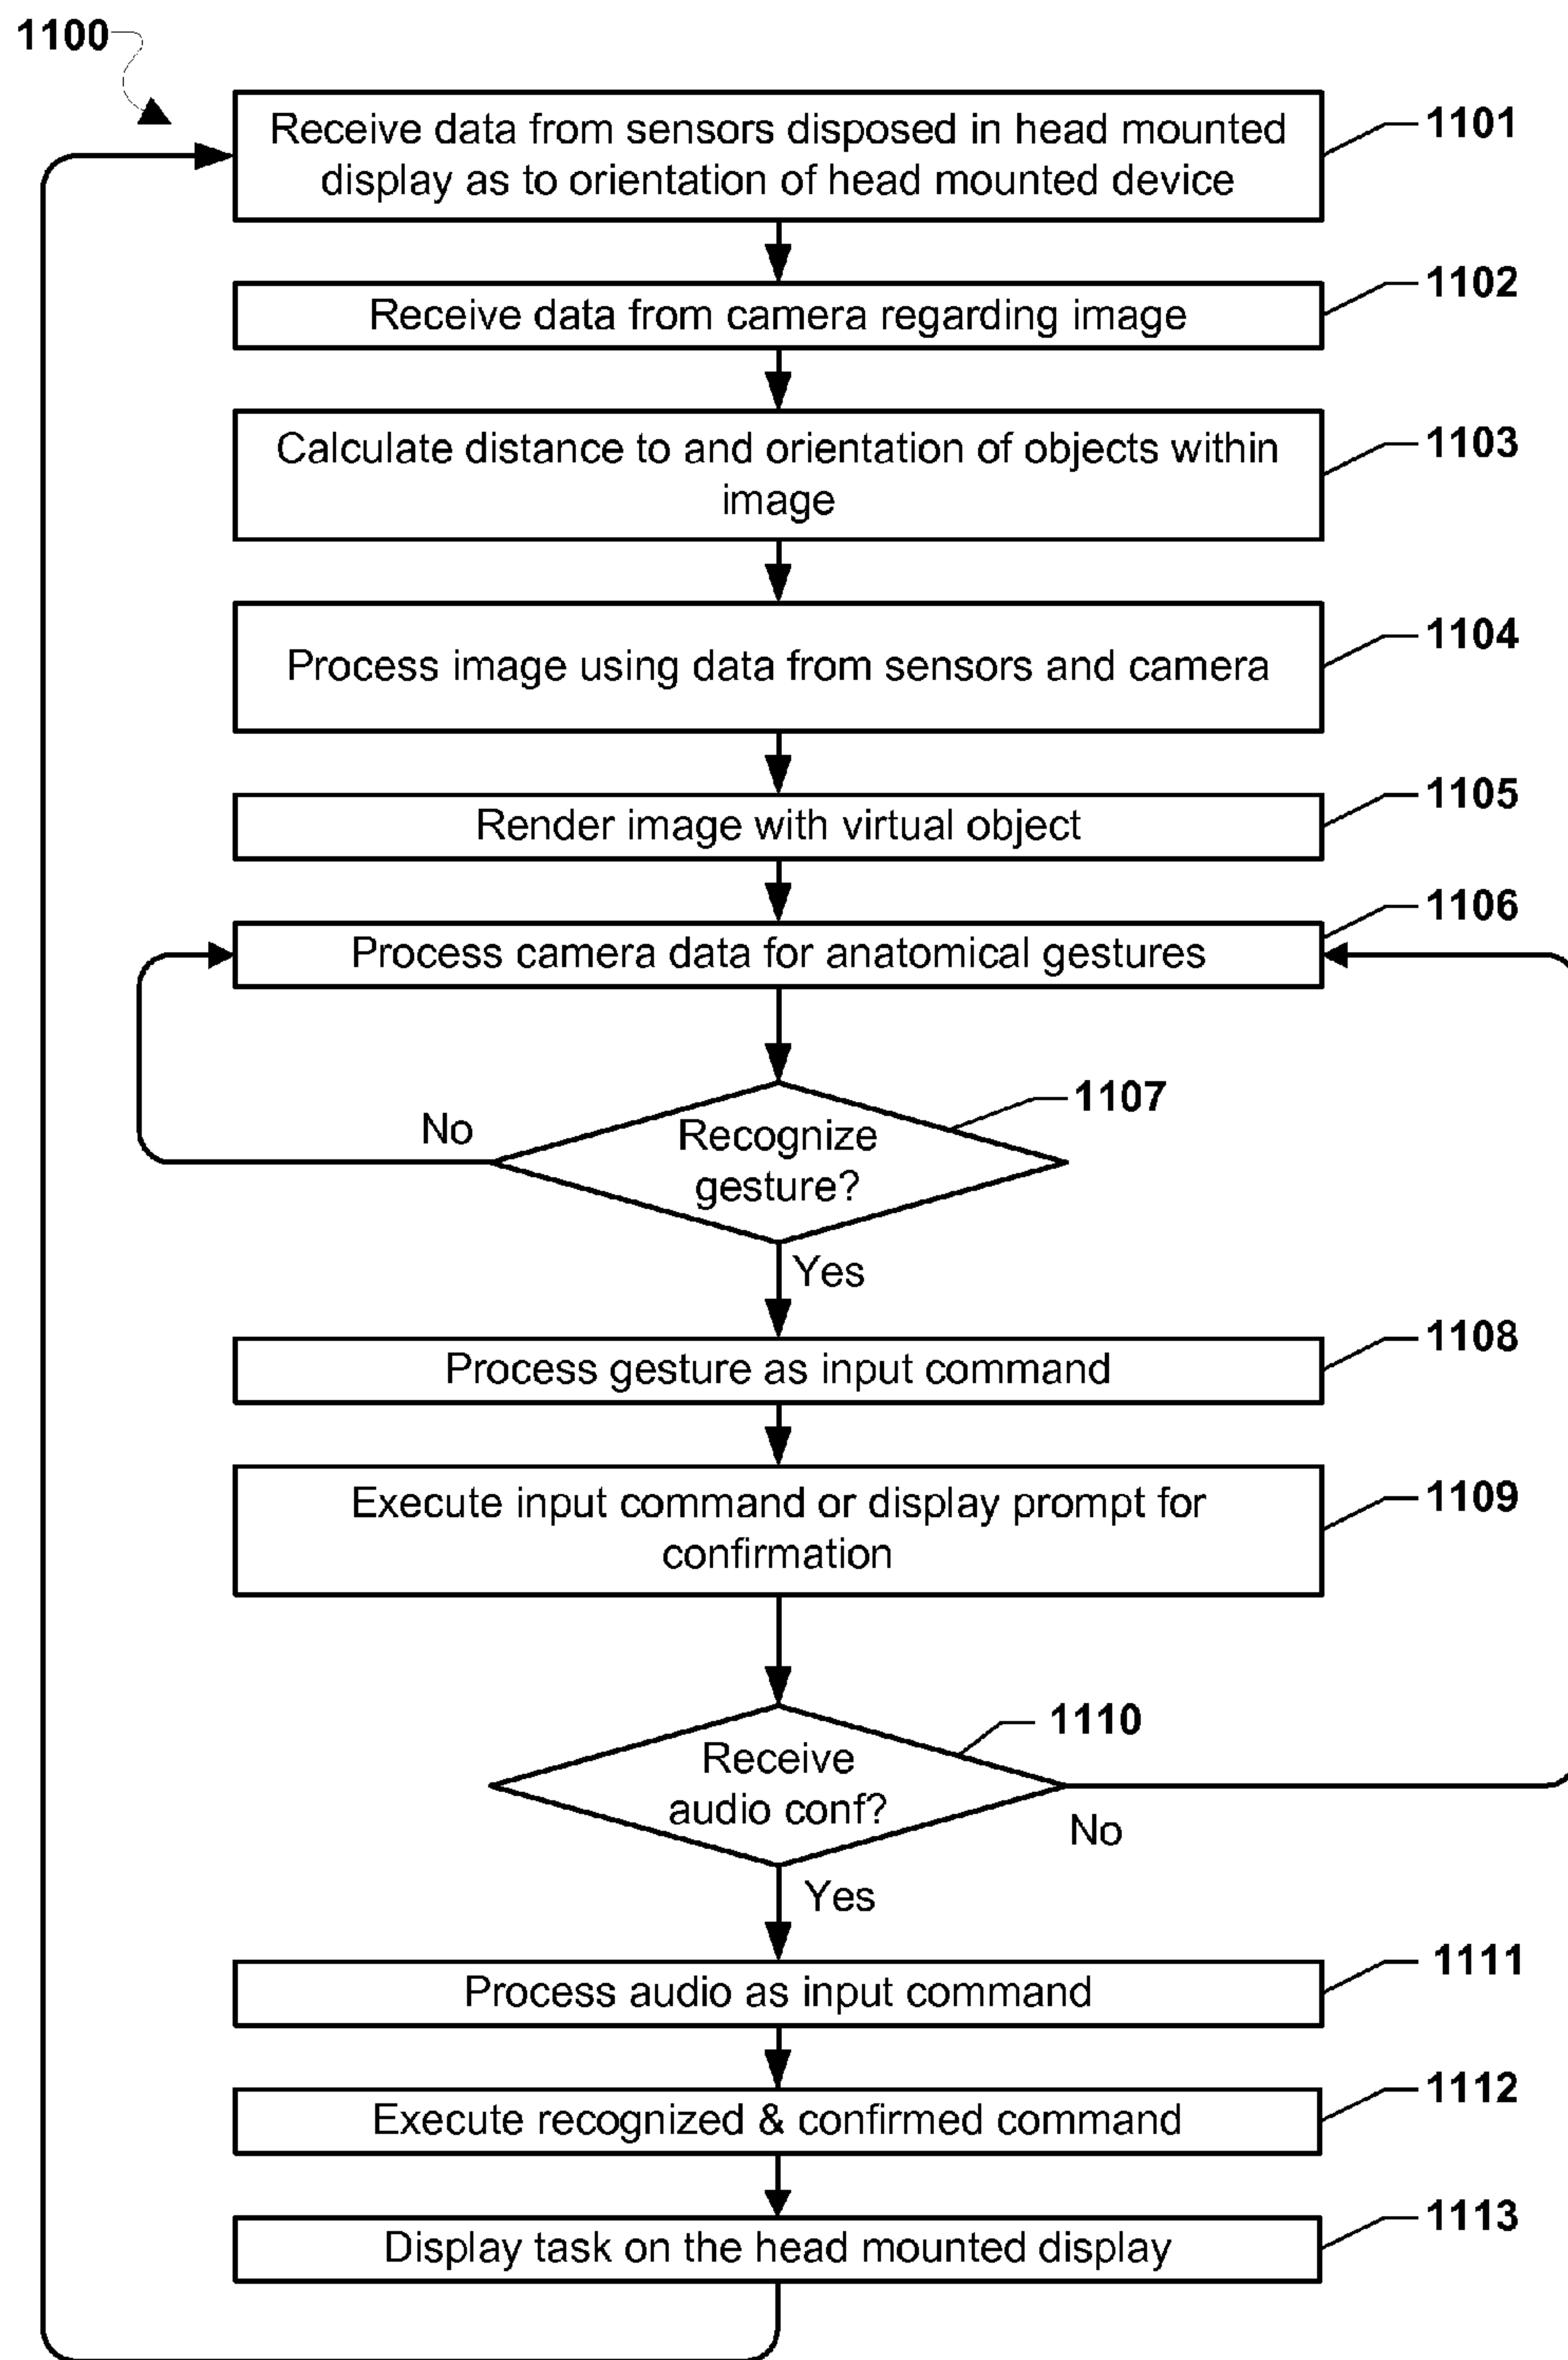 1100
Receive data from sensors disposed in head mounted
display as to orientation of head mounted device
1101
Receive data from camera regarding image
1102
Calculate distance to and orientation of objects within
image
1103
Process image using data from sensors and camera
1104
Render image with virtual object
1105
Process camera data for anatomical gestures
1106
Recognize
gesture?
1107
No
Yes
Process gesture as input command
1108
Execute input command or display prompt for
confirmation
1109
Receive
audio conf?
1110
No
Yes
Process audio as input command
1111
Execute recognized & confirmed command
1112
Display task on the head mounted display
1113